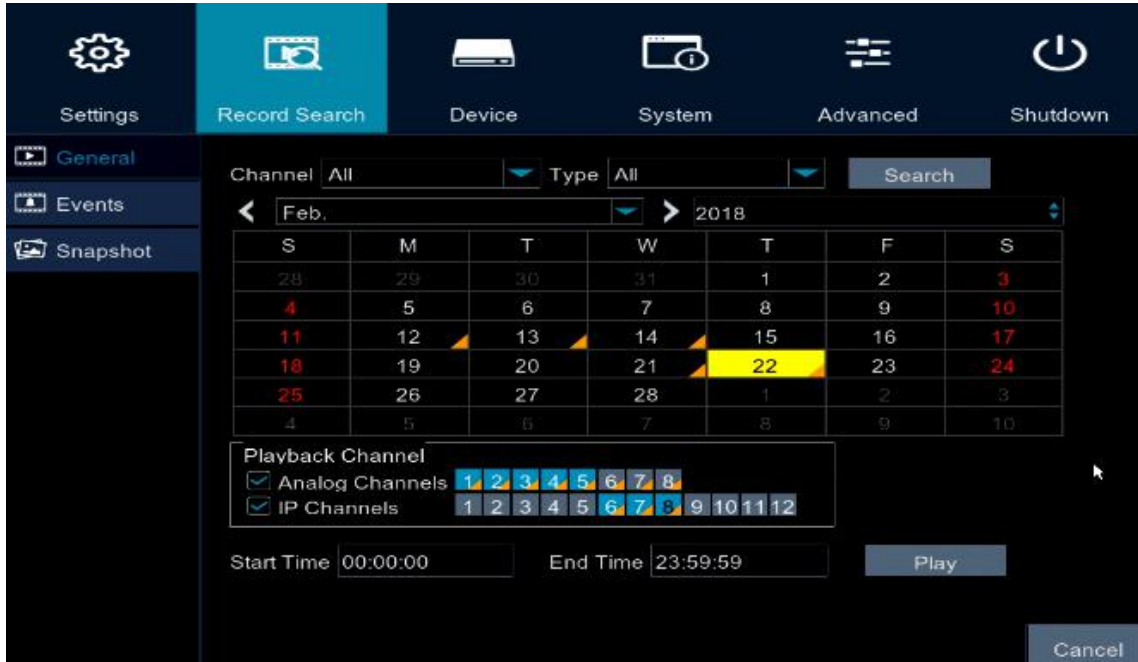 Settings Record Search Device System Advanced Shutdown
General
Events
Snapshot
Channel All Type All Search
Feb. 2018
S M T W T F S
28 29 30 31 1 2 3
4 5 6 7 8 9 10
11 12 13 14 15 16 17
18 19 20 21 22 23 24
25 26 27 28 1 2 3
4 5 6 7 8 9 10
Playback Channel
Analog Channels 1 2 3 4 5 6 7 8
IP Channels 1 2 3 4 5 6 7 8 9 10 11 12
Start Time 00:00:00 End Time 23:59:59 Play
Cancel